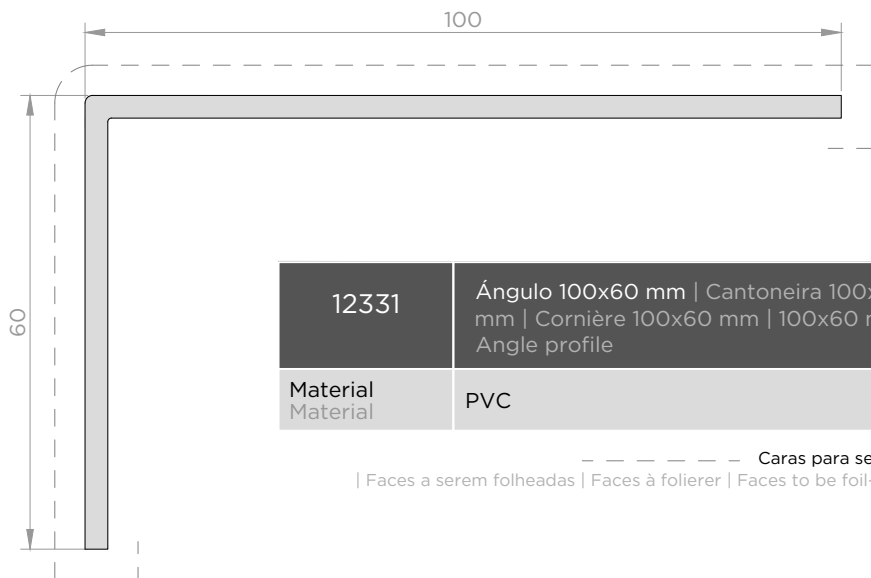 100
60
12331
Ángulo 100x60 mm | Cantoneira 100x
mm | Cornière 100x60 mm | 100x60
Angle profile
Material
Material
PVC
Caras para se
| Faces a serem folheadas | Faces à folierer | Faces to be foil-